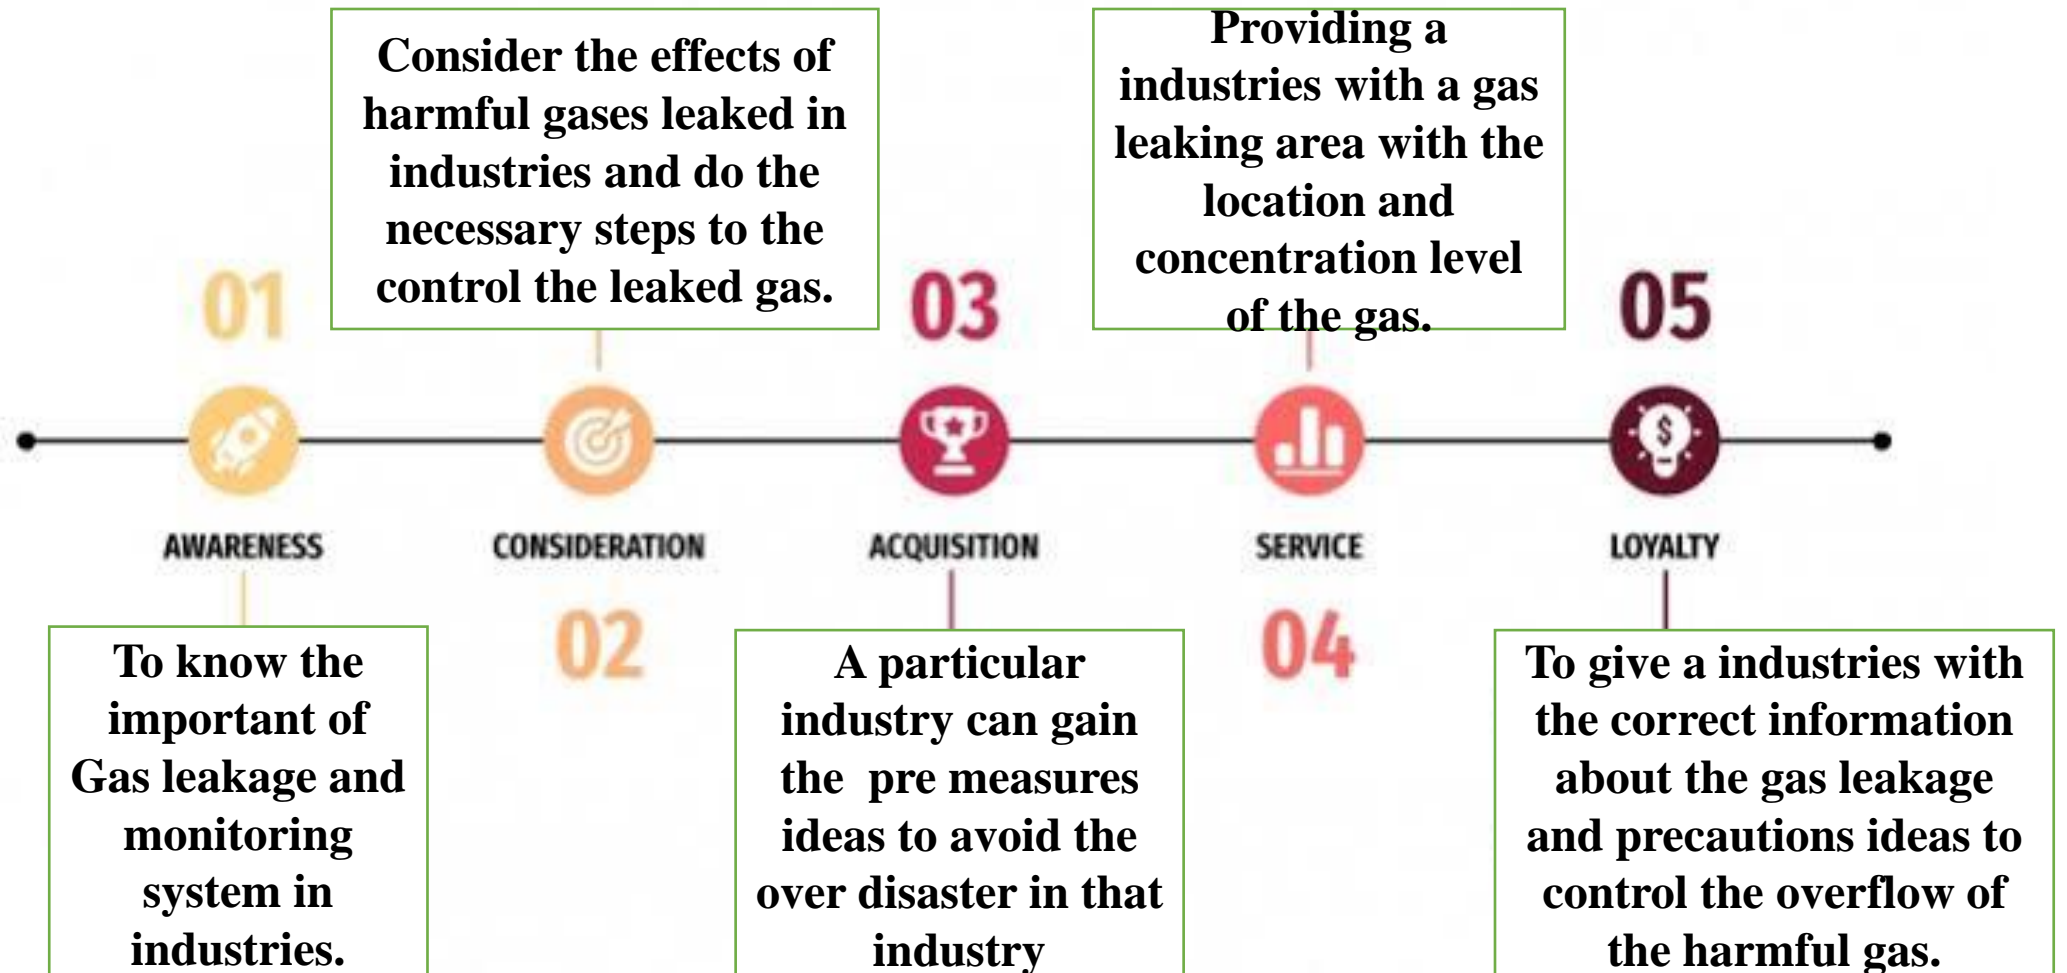 01
AWARENESS
To know the
important of
Gas leakage and
monitoring
system in
industries.
Consider the effects of
harmful gases leaked in
industries and do the
necessary steps to the
control the leaked gas.
CONSIDERATION
02
03
ACQUISITION
A particular
industry can gain
the  pre measures
ideas to avoid the
over disaster in that
industry
Providing a
industries with a gas
leaking area with the
location and
concentration level
of the gas.
SERVICE
04
05
$
LOYALTY
To give a industries with
the correct information
about the gas leakage
and precautions ideas to
control the overflow of
the harmful gas.